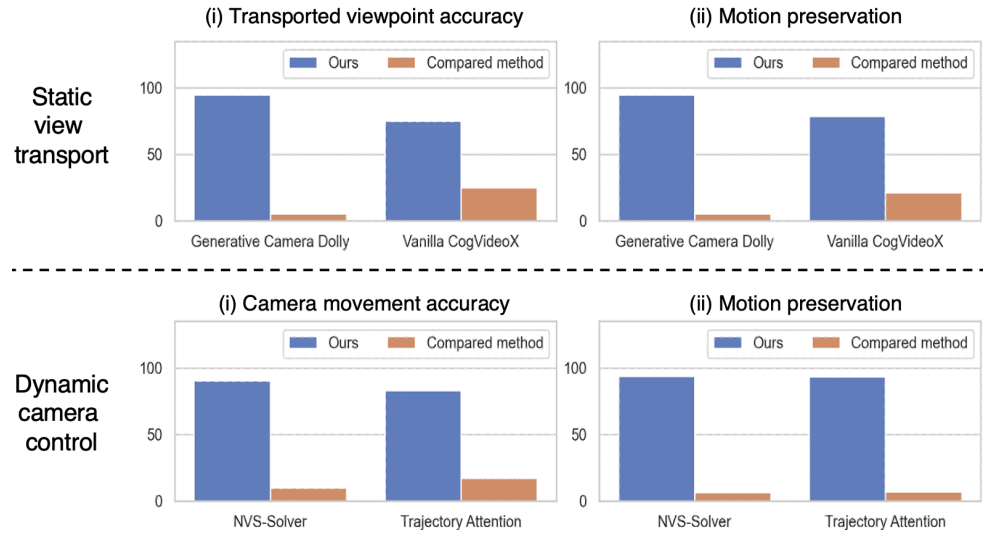 (i) Transported viewpoint accuracy
(ii) Motion preservation
Static
view
transport
Ours
Compared method
100
50
0
Generative Camera Dolly
Vanilla CogVideoX
Ours
Compared method
100
50
0
Generative Camera Dolly
Vanilla CogVideoX
(i) Camera movement accuracy
(ii) Motion preservation
Dynamic
camera
control
Ours
Compared method
100
50
0
NVS-Solver
Trajectory Attention
Ours
Compared method
100
50
0
NVS-Solver
Trajectory Attention